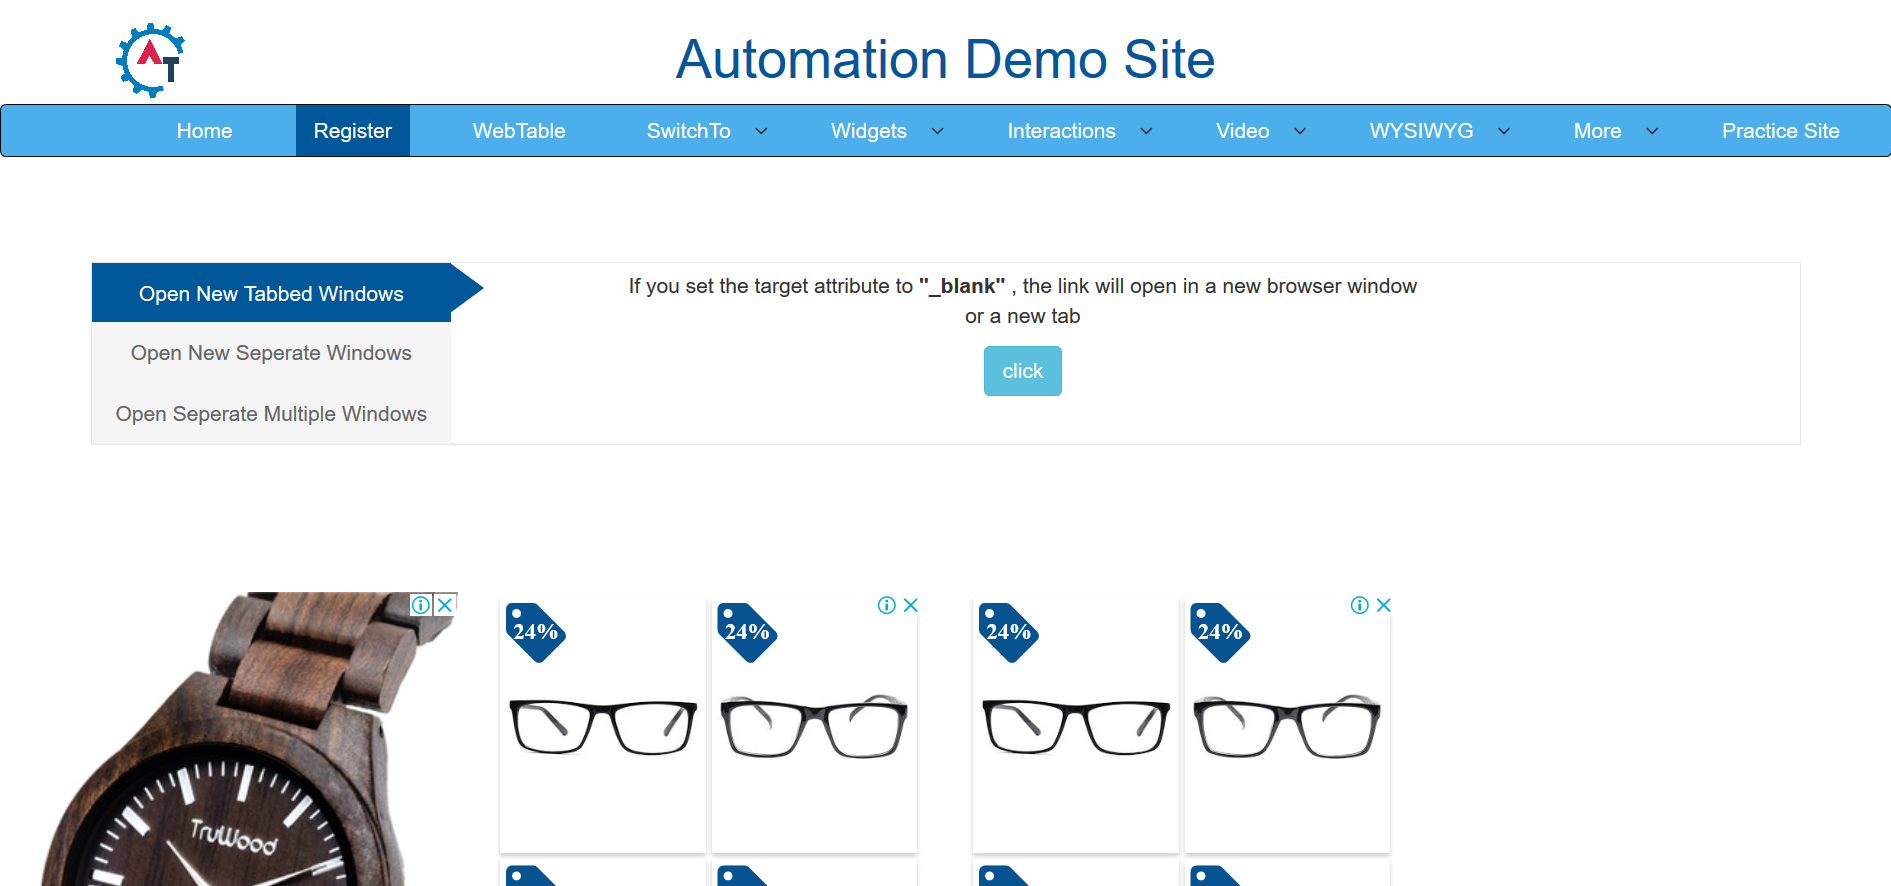 AT
Automation Demo Site
Home Register WebTable SwitchTo Widgets Interactions Video WYSIWYG More Practice Site
Open New Tabbed Windows
Open New Seperate Windows
Open Seperate Multiple Windows
If you set the target attribute to "_blank" , the link will open in a new browser window
or a new tab
click
24% 24% 24% 24%
TruWood